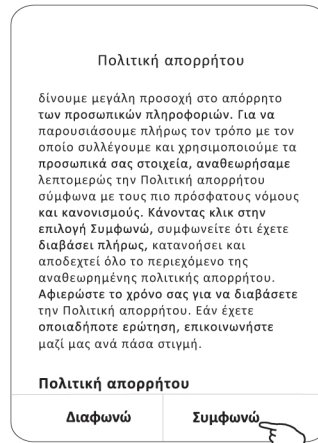 Πολιτική απορρήτου
δίνουμε μεγάλη προσοχή στο απόρρητο
των προσωπικών πληροφοριών. Για να
παρουσιάσουμε πλήρως τον τρόπο με τον
οποίο συλλέγουμε και χρησιμοποιούμε τα
προσωπικά σας στοιχεία, αναθεωρήσαμε
λεπτομερώς την Πολιτική απορρήτου
σύμφωνα με τους πιο πρόσφατους νόμους
και κανονισμούς. Κάνοντας κλικ στην
επιλογή Συμφωνώ, συμφωνείτε ότι έχετε
διαβάσει πλήρως, κατανοήσει και
αποδεχτεί όλο το περιεχόμενο της
αναθεωρημένης πολιτικής απορρήτου.
Αφιερώστε το χρόνο σας για να διαβάσετε
την Πολιτική απορρήτου. Εάν έχετε
οποιαδήποτε ερώτηση, επικοινωνήστε
μαζί μας ανά πάσα στιγμή.
Πολιτική απορρήτου
Διαφωνώ Συμφωνώ